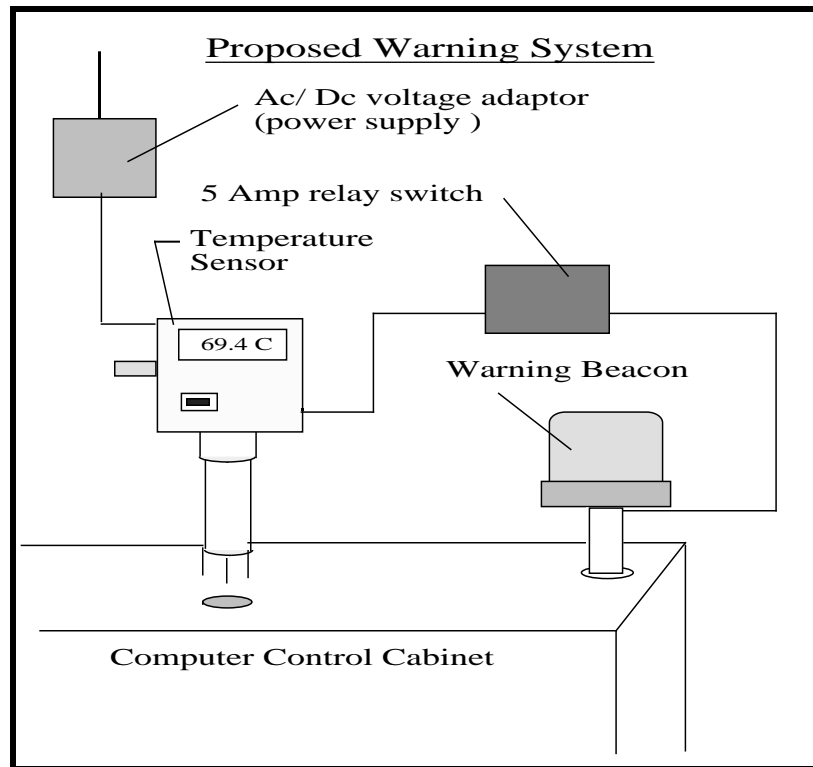 Proposed Warning System
Ac/ Dc voltage adaptor
(power supply )
5 Amp relay switch
Temperature
Sensor
69.4 C
Warning Beacon
Computer Control Cabinet